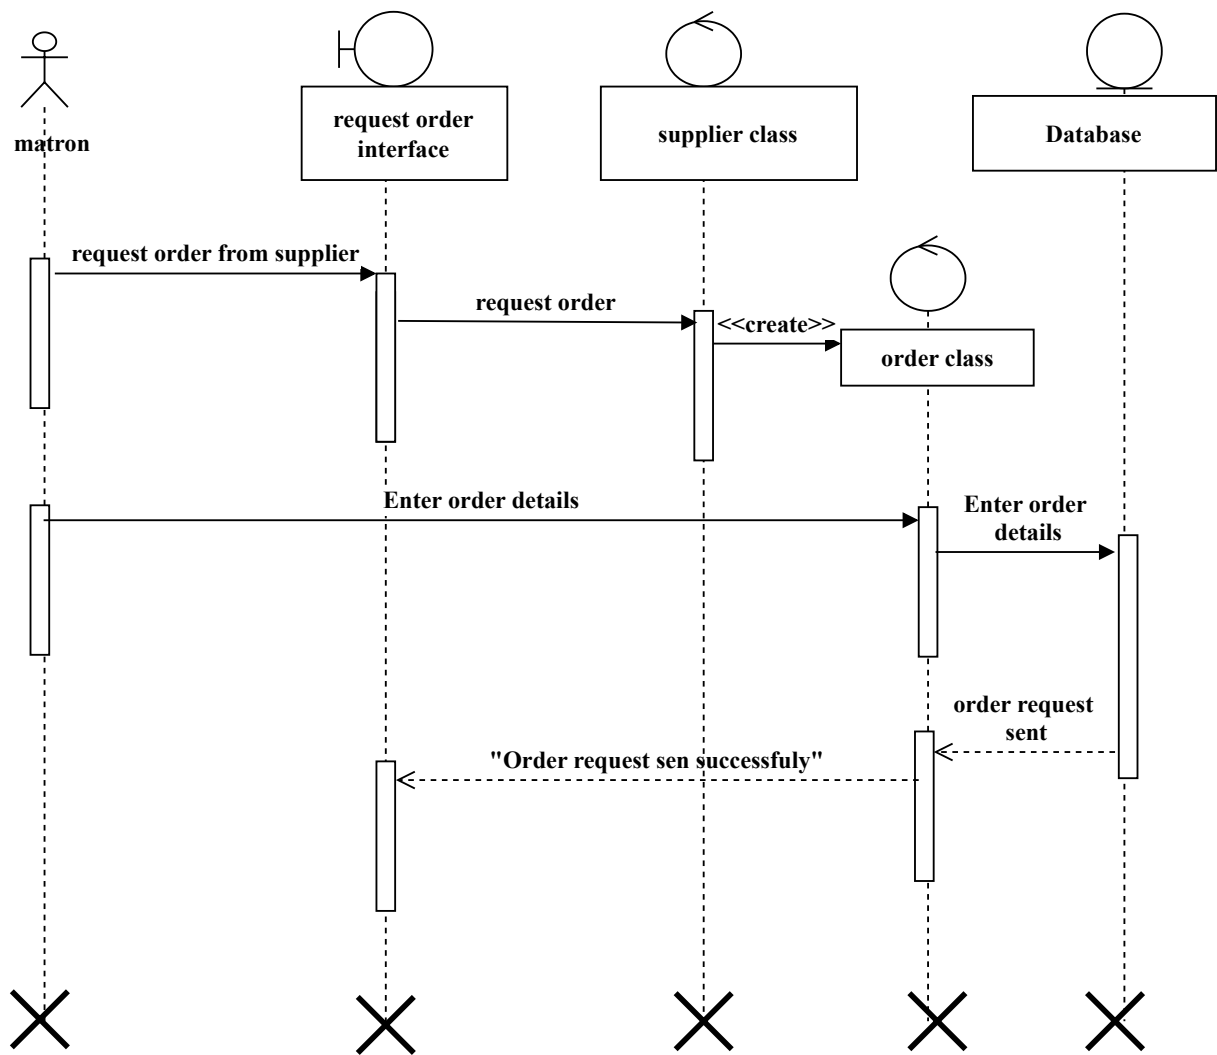 matron
request order
interface
supplier class
Database
request order from supplier
request order
<<create>>
order class
Enter order details
Enter order
details
order request
sent
"Order request sen successfuly"